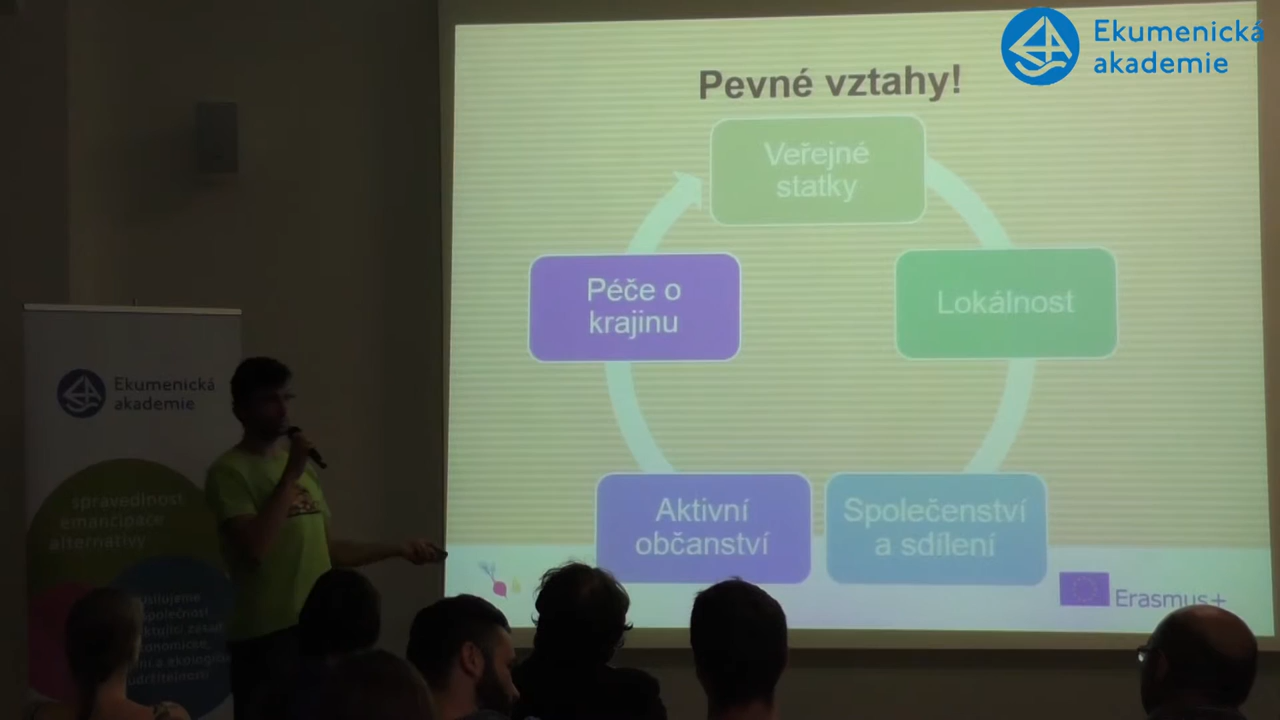 Ekumenická
akademie
Pevné vztahy!
Veřejné
statky
Péče o
krajinu
Lokálnost
Aktivní
občanství
Společenství
a sdílení
Erasmus+
Ekumenická
akademie
spravedlnost
emancipace
alternativy
společnost